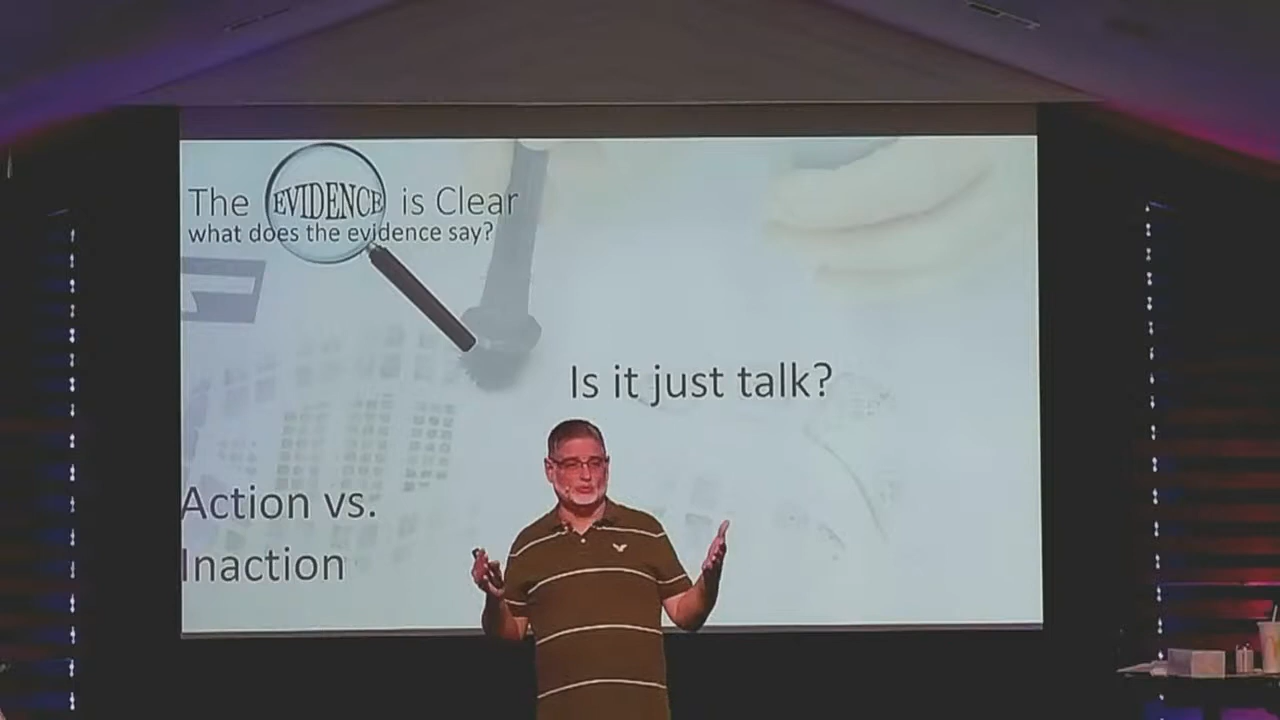 The EVIDENCE is Clear
what does the evidence say?
Is it just talk?
Action vs.
Inaction